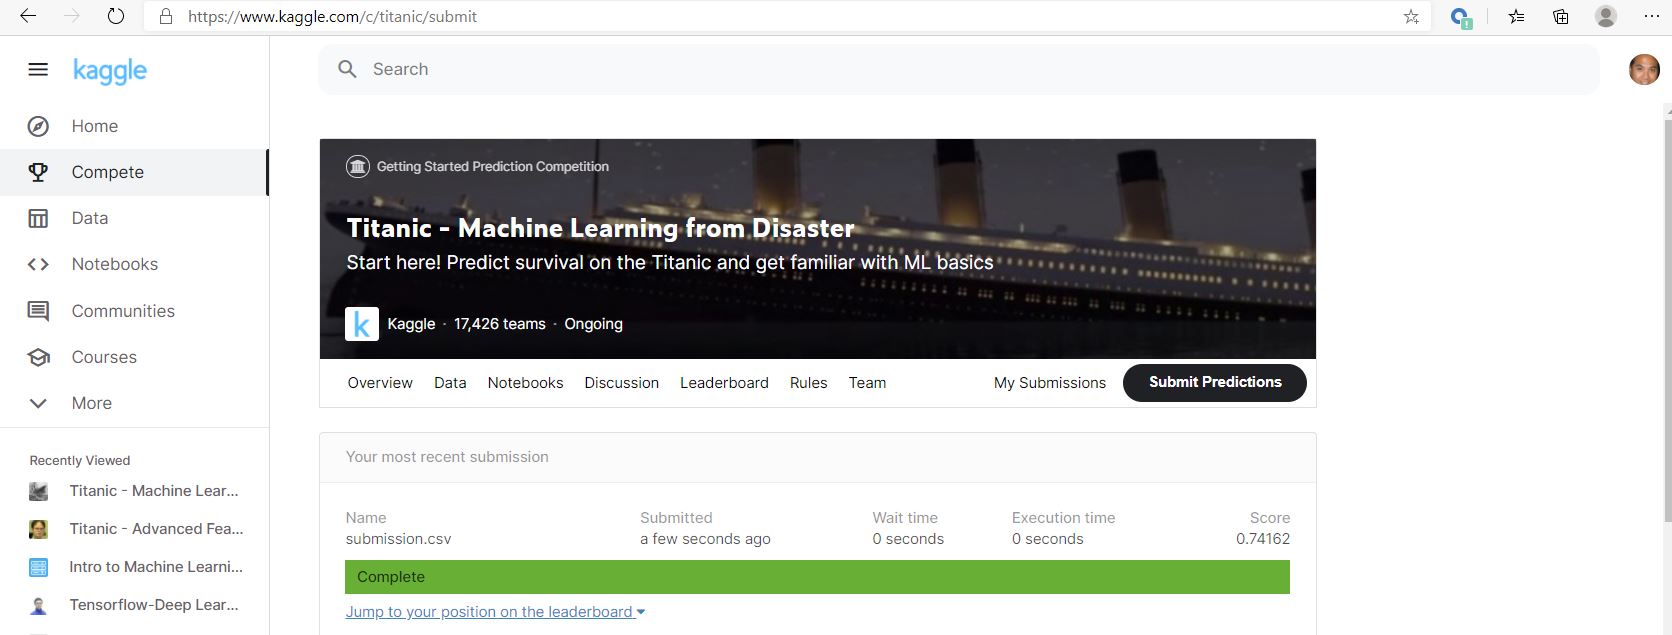 https://www.kaggle.com/c/titanic/submit
kaggle
Search
Home
Compete
Data
Notebooks
Communities
Courses
More
Recently Viewed
Titanic - Machine Lear...
Titanic - Advanced Fea...
Intro to Machine Learni...
Tensorflow-Deep Lear...
Getting Started Prediction Competition
Titanic - Machine Learning from Disaster
Start here! Predict survival on the Titanic and get familiar with ML basics
k Kaggle · 17,426 teams · Ongoing
Overview Data Notebooks Discussion Leaderboard Rules Team My Submissions Submit Predictions
Your most recent submission
Name Submitted Wait time Execution time Score
submission.csv a few seconds ago 0 seconds 0 seconds 0.74162
Complete
Jump to your position on the leaderboard